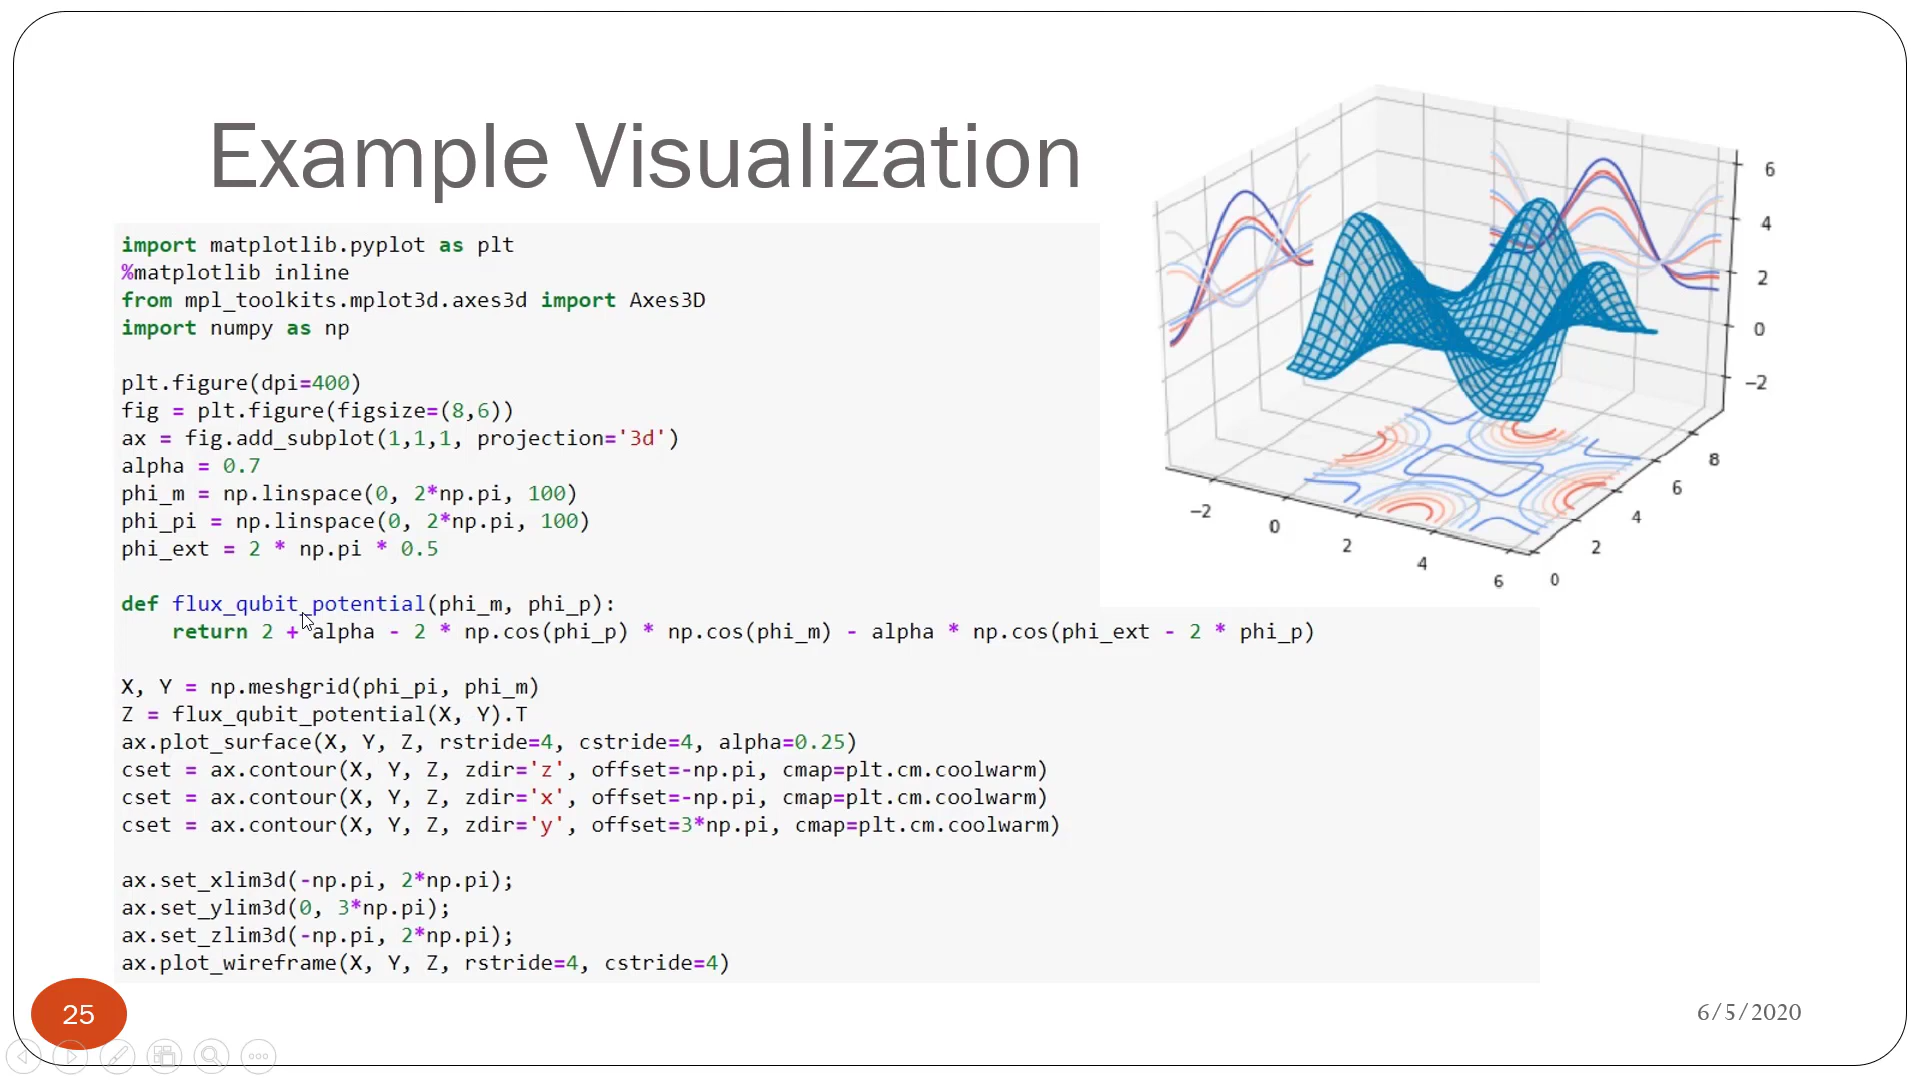 Example Visualization
import matplotlib.pyplot as plt
%matplotlib inline
from mpl_toolkits.mplot3d.axes3d import Axes3D
import numpy as np
plt.figure(dpi=400)
fig = plt.figure(figsize=(8,6))
ax = fig.add_subplot(1,1,1, projection='3d')
alpha = 0.7
phi_m = np.linspace(0, 2*np.pi, 100)
phi_pi = np.linspace(0, 2*np.pi, 100)
phi_ext = 2 * np.pi * 0.5
def flux_qubit_potential(phi_m, phi_p):
    return 2 + alpha - 2 * np.cos(phi_p) * np.cos(phi_m) - alpha * np.cos(phi_ext - 2 * phi_p)
X, Y = np.meshgrid(phi_pi, phi_m)
Z = flux_qubit_potential(X, Y).T
ax.plot_surface(X, Y, Z, rstride=4, cstride=4, alpha=0.25)
cset = ax.contour(X, Y, Z, zdir='z', offset=-np.pi, cmap=plt.cm.coolwarm)
cset = ax.contour(X, Y, Z, zdir='x', offset=-np.pi, cmap=plt.cm.coolwarm)
cset = ax.contour(X, Y, Z, zdir='y', offset=3*np.pi, cmap=plt.cm.coolwarm)
ax.set_xlim3d(-np.pi, 2*np.pi);
ax.set_ylim3d(0, 3*np.pi);
ax.set_zlim3d(-np.pi, 2*np.pi);
ax.plot_wireframe(X, Y, Z, rstride=4, cstride=4)
6
4
2
0
−2
8
6
4
2
0
−2
0
2
4
6
25
6/5/2020